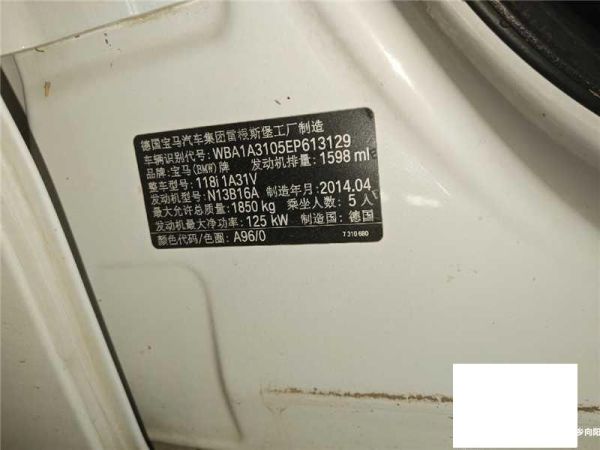 德国宝马汽车集团雷根斯堡工厂制造
车辆识别代号: WBA1A3105EP613129
品牌: 宝马(BMW)牌 发动机排量: 1598 ml
整车型号: 118i 1A31V
发动机型号: N13B16A 制造年月: 2014.04
最大允许总质量: 1850 kg 乘坐人数: 5 人
发动机最大净功率: 125 kW 制造国: 德国
颜色代码/色圈: A96/0 7 310 680
乡向阳